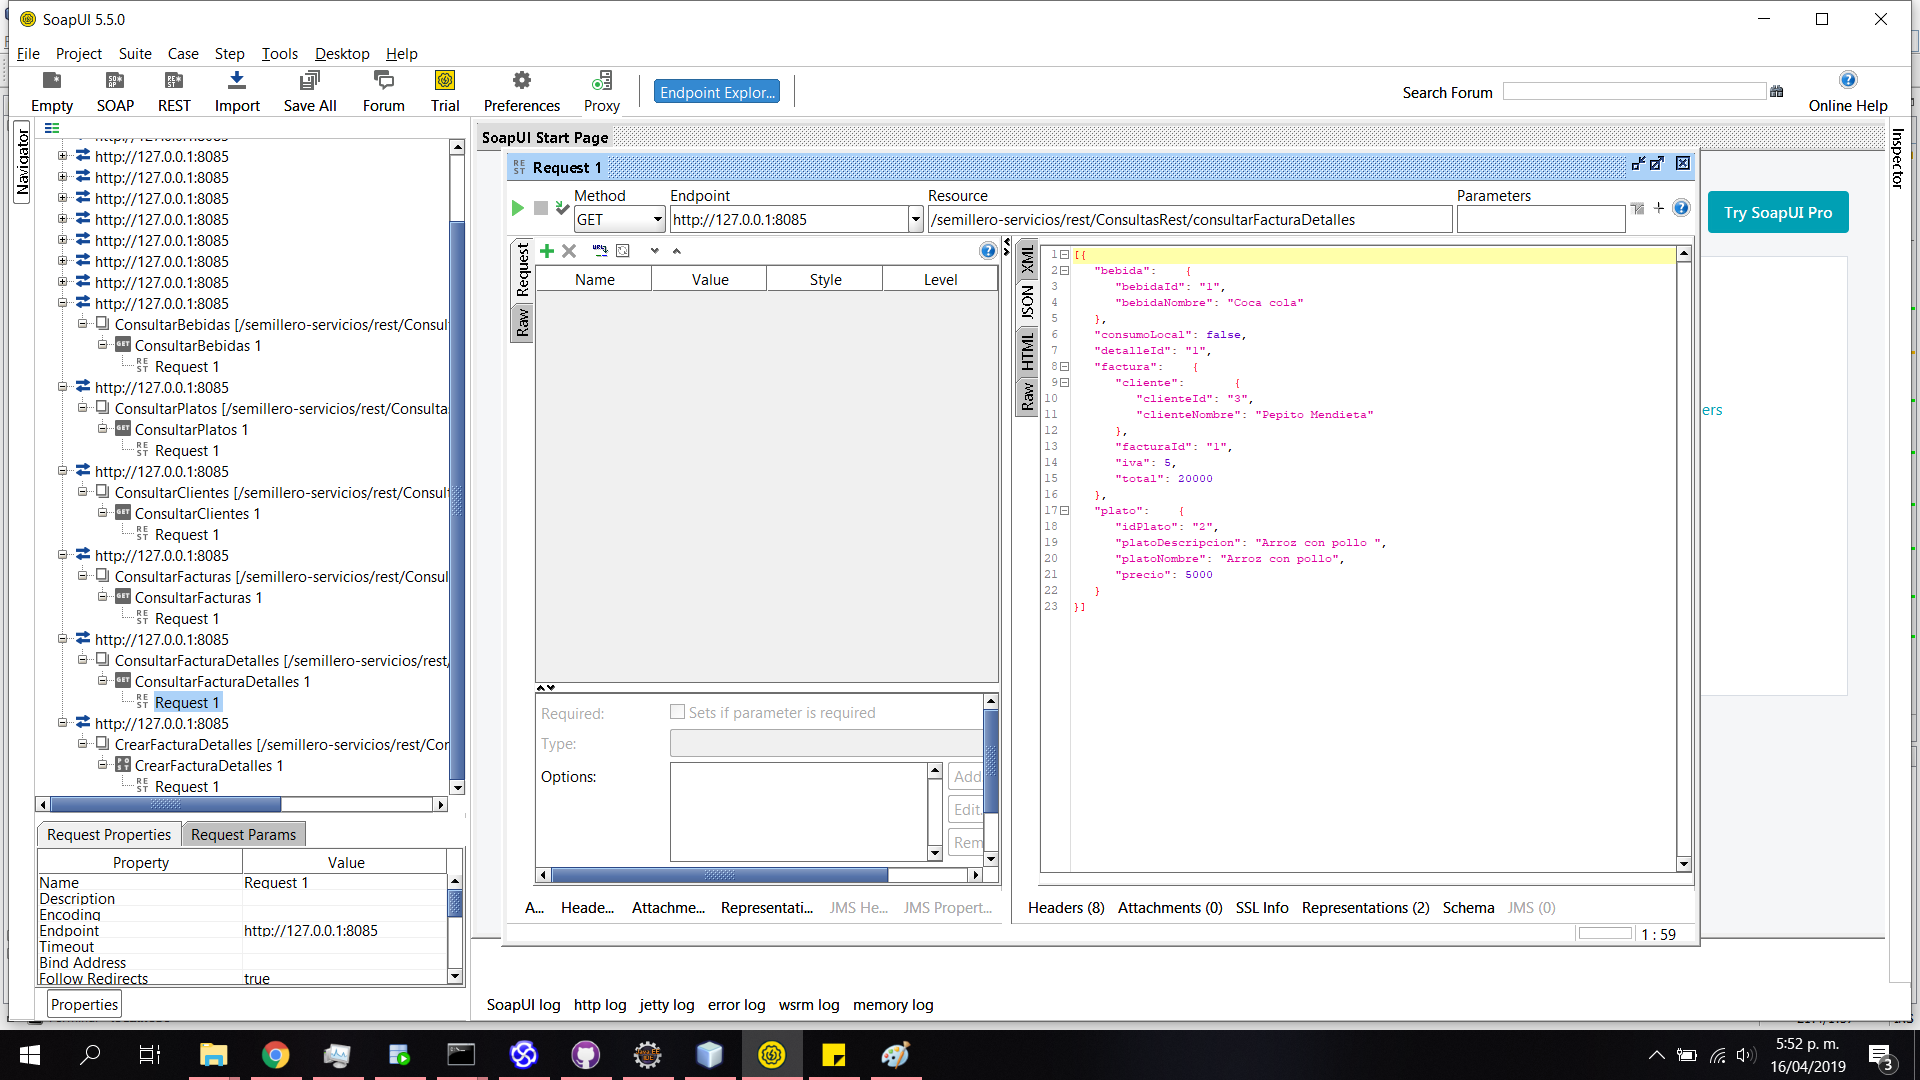 SoapUI 5.5.0
File Project Suite Case Step Tools Desktop Help
Empty SOAP REST Import Save All Forum Trial Preferences Proxy
Endpoint Explor...
Search Forum
Online Help
Navigator
http://127.0.0.1:8085
http://127.0.0.1:8085
http://127.0.0.1:8085
http://127.0.0.1:8085
http://127.0.0.1:8085
http://127.0.0.1:8085
http://127.0.0.1:8085
http://127.0.0.1:8085
ConsultarBebidas [/semillero-servicios/rest/Consul
ConsultarBebidas 1
Request 1
http://127.0.0.1:8085
ConsultarPlatos [/semillero-servicios/rest/Consulta
ConsultarPlatos 1
Request 1
http://127.0.0.1:8085
ConsultarClientes [/semillero-servicios/rest/Consul
ConsultarClientes 1
Request 1
http://127.0.0.1:8085
ConsultarFacturas [/semillero-servicios/rest/Consul
ConsultarFacturas 1
Request 1
http://127.0.0.1:8085
ConsultarFacturaDetalles [/semillero-servicios/rest/
ConsultarFacturaDetalles 1
Request 1
http://127.0.0.1:8085
CrearFacturaDetalles [/semillero-servicios/rest/Cor
CrearFacturaDetalles 1
Request 1
Request Properties Request Params
Property Value
Name Request 1
Description
Encoding
Endpoint http://127.0.0.1:8085
Timeout
Bind Address
Follow Redirects true
Properties
SoapUI Start Page
Request 1
Method Endpoint Resource Parameters
GET http://127.0.0.1:8085 /semillero-servicios/rest/ConsultasRest/consultarFacturaDetalles
Request
Raw
Name Value Style Level
Required: Sets if parameter is required
Type:
Options:
Add
Edit.
Rem
A... Heade... Attachme... Representati... JMS He... JMS Propert...
XML
JSON
HTML
Raw
1 [{
2 "bebida": {
3 "bebidaId": "1",
4 "bebidaNombre": "Coca cola"
5 },
6 "consumoLocal": false,
7 "detalleId": "1",
8 "factura": {
9 "cliente": {
10 "clienteId": "3",
11 "clienteNombre": "Pepito Mendieta"
12 },
13 "facturaId": "1",
14 "iva": 5,
15 "total": 20000
16 },
17 "plato": {
18 "idPlato": "2",
19 "platoDescripcion": "Arroz con pollo ",
20 "platoNombre": "Arroz con pollo",
21 "precio": 5000
22 }
23 }]
Headers (8) Attachments (0) SSL Info Representations (2) Schema JMS (0)
1 : 59
Try SoapUI Pro
ers
Inspector
SoapUI log http log jetty log error log wsrm log memory log
5:52 p. m.
16/04/2019
3